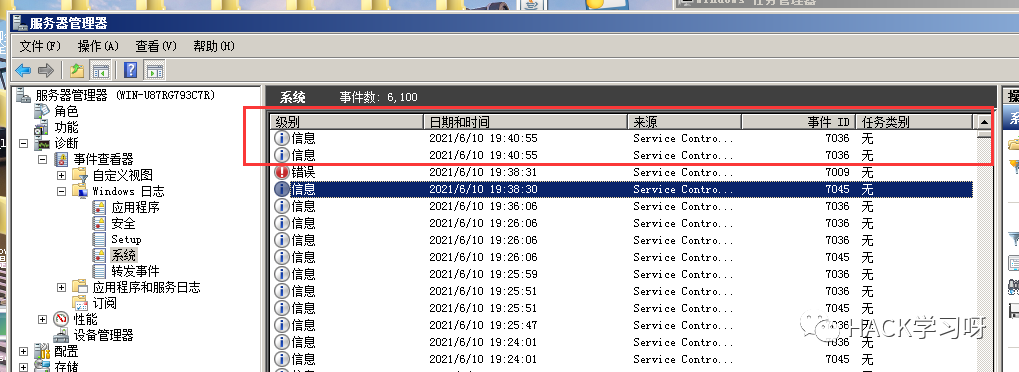 Windows 任务管理器
服务器管理器
文件(F) 操作(A) 查看(V) 帮助(H)
服务器管理器 (WIN-U87RG793C7R)
角色
功能
诊断
事件查看器
自定义视图
Windows 日志
应用程序
安全
Setup
系统
转发事件
应用程序和服务日志
订阅
性能
设备管理器
配置
存储
系统 事件数: 6,100
级别 日期和时间 来源 事件 ID 任务类别
信息 2021/6/10 19:40:55 Service Contro... 7036 无
信息 2021/6/10 19:40:55 Service Contro... 7036 无
错误 2021/6/10 19:38:31 Service Contro... 7009 无
信息 2021/6/10 19:38:30 Service Contro... 7045 无
信息 2021/6/10 19:36:06 Service Contro... 7036 无
信息 2021/6/10 19:26:06 Service Contro... 7036 无
信息 2021/6/10 19:26:06 Service Contro... 7045 无
信息 2021/6/10 19:26:06 Service Contro... 7045 无
信息 2021/6/10 19:25:59 Service Contro... 7036 无
信息 2021/6/10 19:25:51 Service Contro... 7036 无
信息 2021/6/10 19:25:51 Service Contro... 7045 无
信息 2021/6/10 19:25:47 Service Contro... 7036 无
信息 2021/6/10 19:24:01 Service Contro... 7036 无
信息 2021/6/10 19:24:01 Service Contro... 7045 无
HACK学习呀